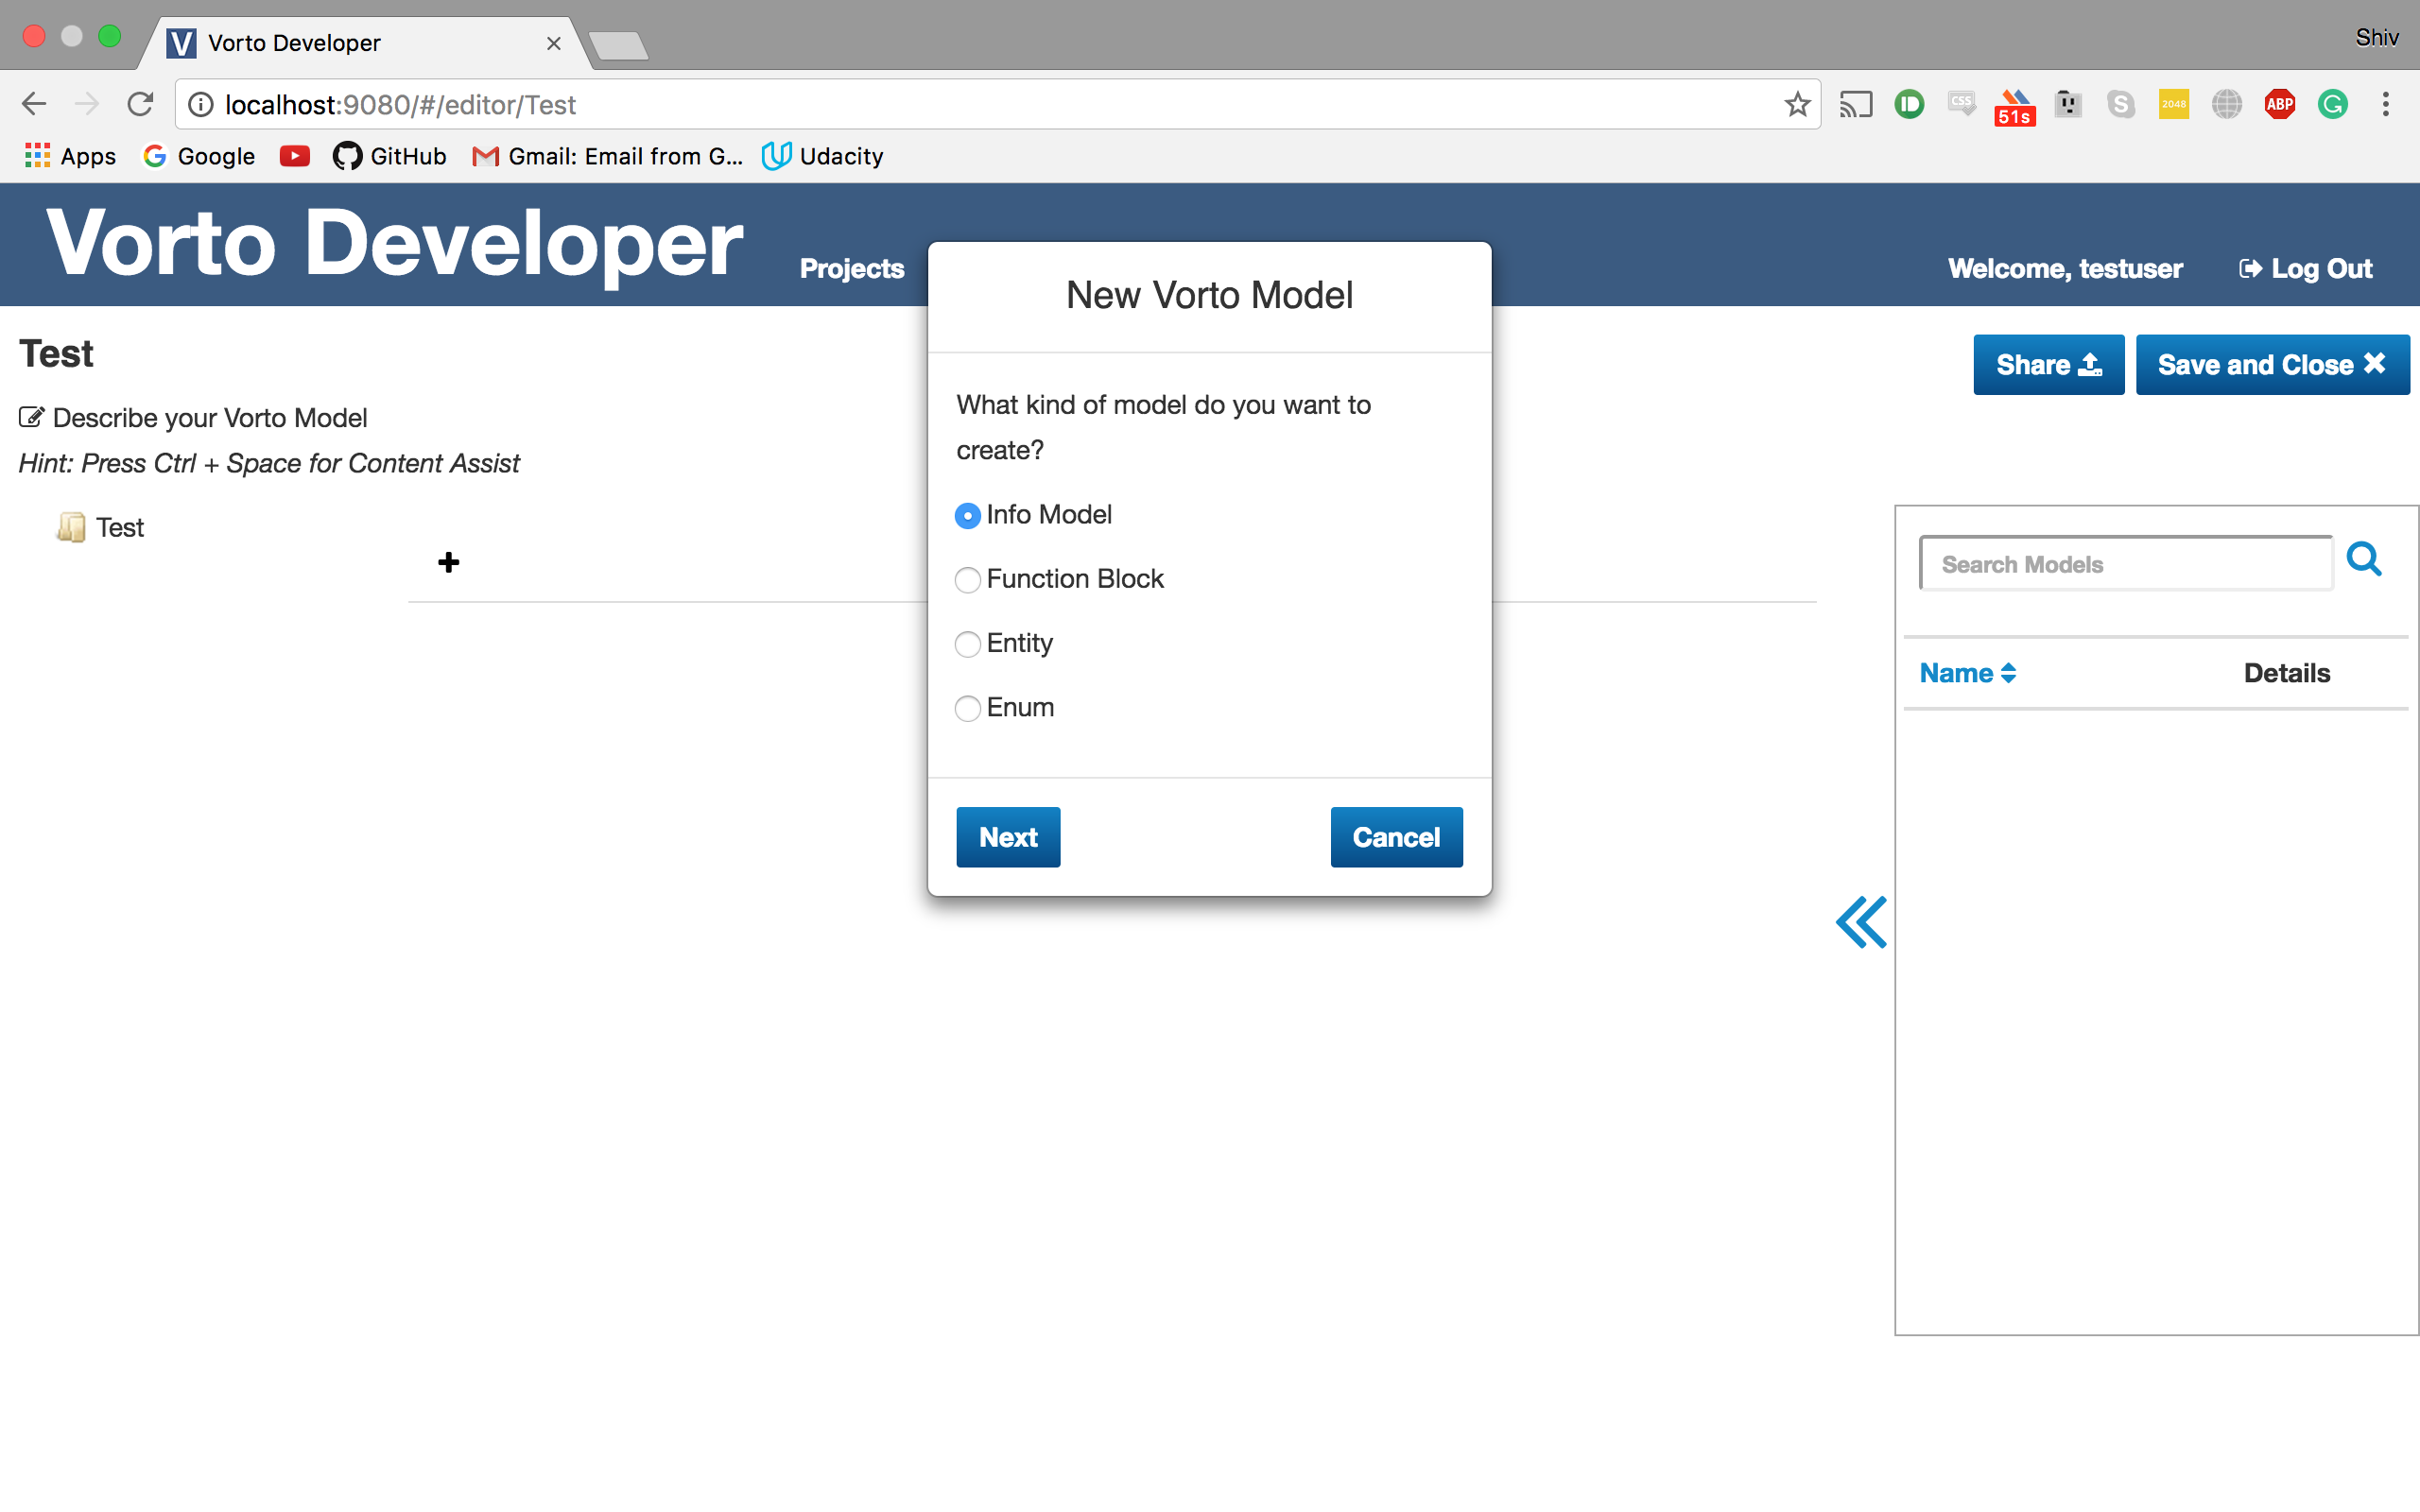 Vorto Developer
Shiv
localhost:9080/#/editor/Test
CSS
51s
S
2048
ABP
G
Apps
Google
GitHub
Gmail: Email from G...
Udacity
Vorto Developer
Projects
Welcome, testuser
Log Out
New Vorto Model
Test
Share
Save and Close
What kind of model do you want to
create?
Describe your Vorto Model
Hint: Press Ctrl + Space for Content Assist
Info Model
Function Block
Entity
Enum
Test
Search Models
Name
Details
Next
Cancel